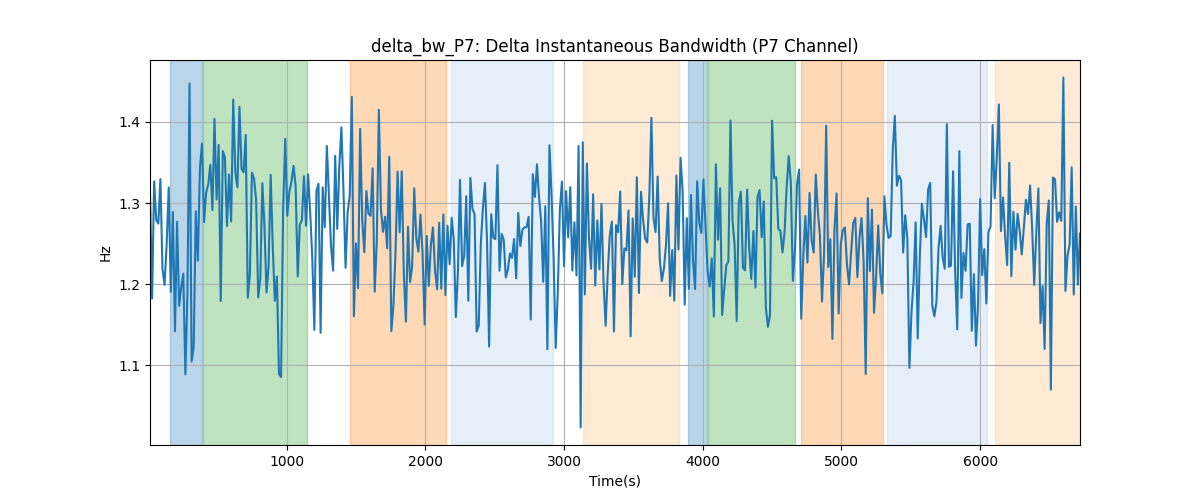 delta_bw_P7: Delta Instantaneous Bandwidth (P7 Channel)
Hz
1.4
1.3
1.2
1.1
1000 2000 3000 4000 5000 6000
Time(s)